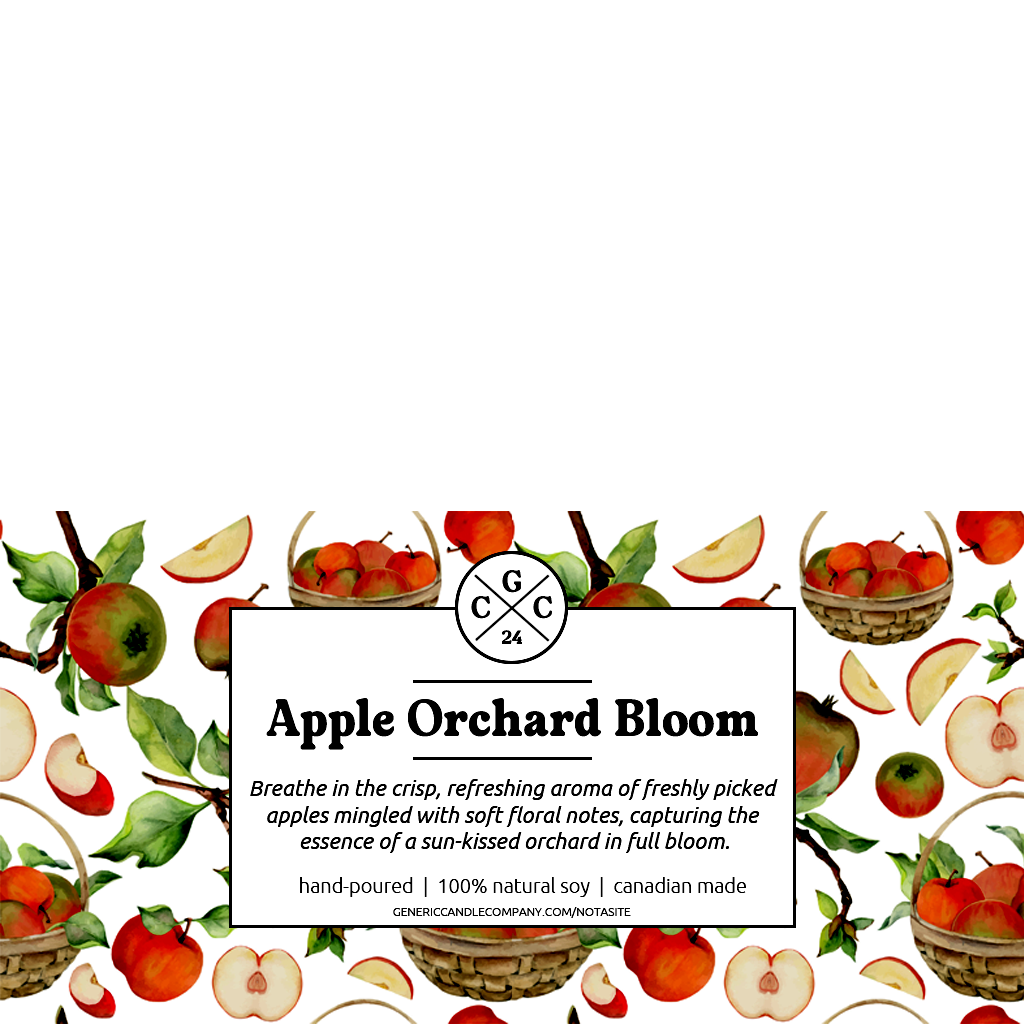 G
C C
24
Apple Orchard Bloom
Breathe in the crisp, refreshing aroma of freshly picked
apples mingled with soft floral notes, capturing the
essence of a sun-kissed orchard in full bloom.
hand-poured | 100% natural soy | canadian made
GENERICCANDLECOMPANY.COM/NOTASITE